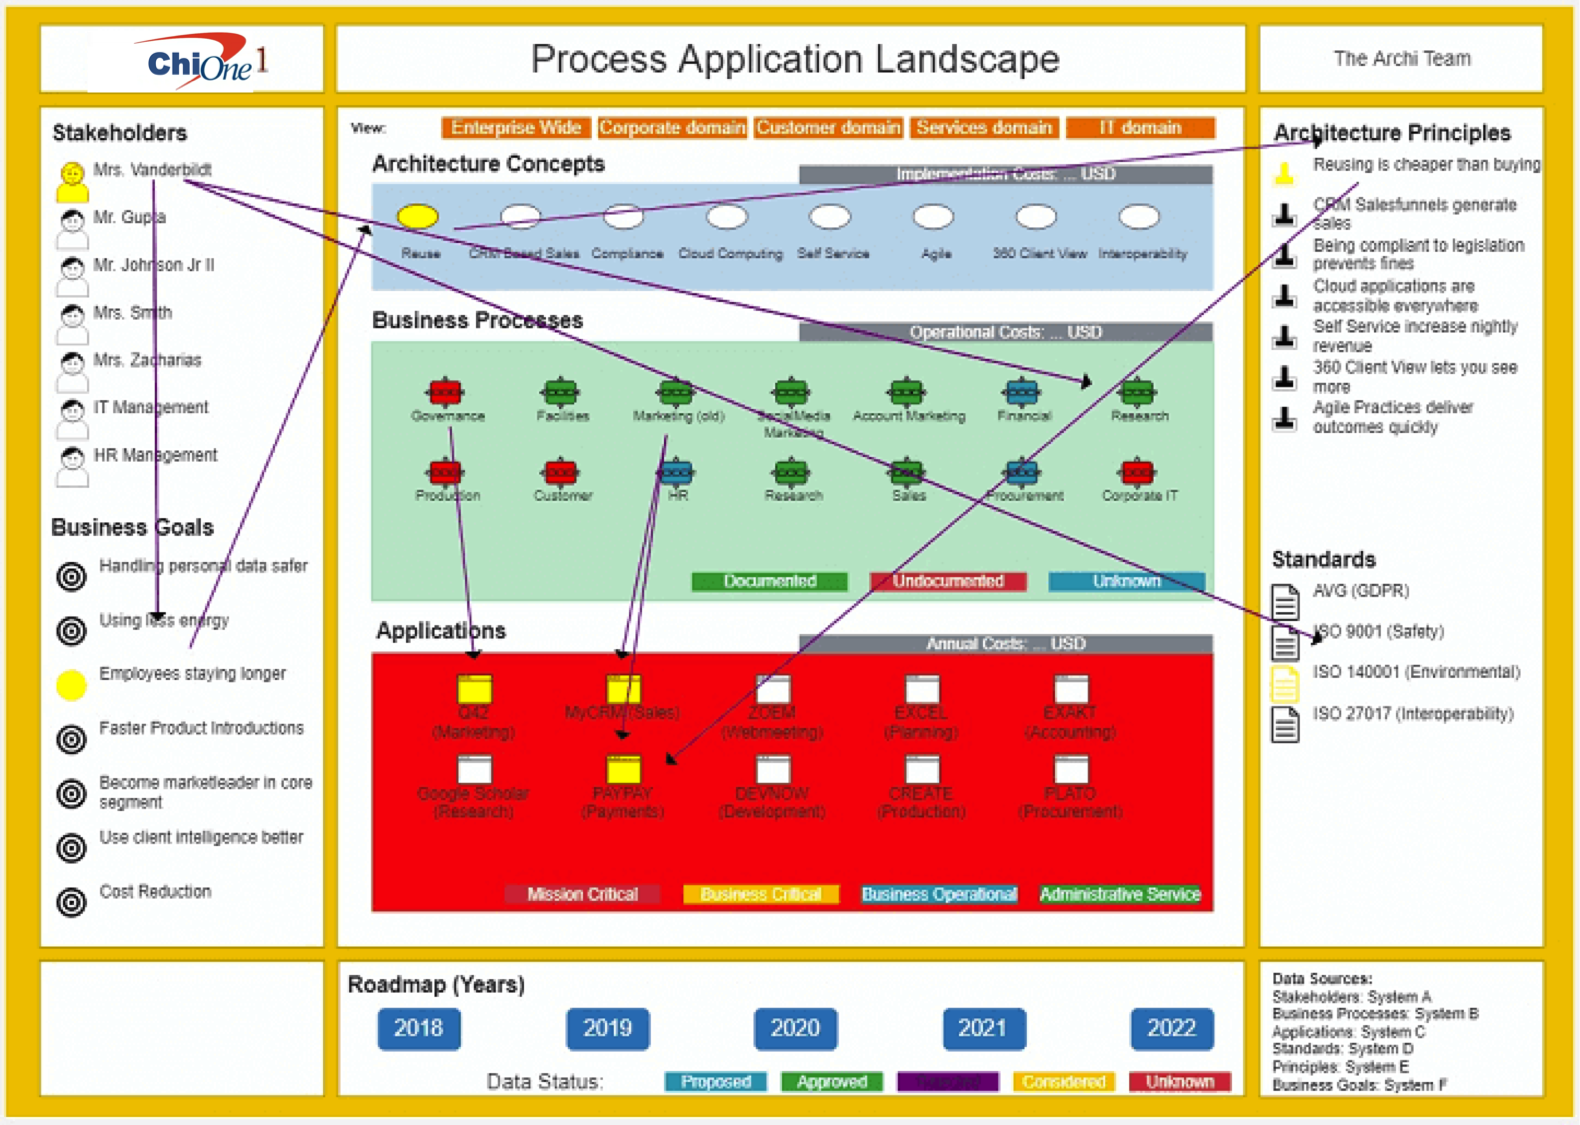 ChiOne 1
Process Application Landscape
The Archi Team
Stakeholders
Mrs. Vanderbildt
Mr. Gupta
Mr. Johnson Jr II
Mrs. Smith
Mrs. Zacharias
IT Management
HR Management
Business Goals
Handling personal data safer
Using less energy
Employees staying longer
Faster Product Introductions
Become marketleader in core
segment
Use client intelligence better
Cost Reduction
View:
Enterprise Wide
Corporate domain
Customer domain
Services domain
IT domain
Architecture Concepts
Implementation Costs: ... USD
Reuse
CRM Based Sales
Compliance
Cloud Computing
Self Service
Agile
360 Client View
Interoperability
Business Processes
Operational Costs: ... USD
Governance
Facilities
Marketing (old)
SocialMedia
Marketing
Account Marketing
Financial
Research
Production
Customer
HR
Research
Sales
Procurement
Corporate IT
Documented
Undocumented
Unknown
Applications
Annual Costs: ... USD
Q42
(Marketing)
MyCRM (Sales)
ZOEM
(Webmeeting)
EXCEL
(Planning)
EXAKT
(Accounting)
Google Scholar
(Research)
PAYPAY
(Payments)
DEVNOW
(Development)
CREATE
(Production)
PLATO
(Procurement)
Mission Critical
Business Critical
Business Operational
Administrative Service
Architecture Principles
Reusing is cheaper than buying
CRM Salesfunnels generate
sales
Being compliant to legislation
prevents fines
Cloud applications are
accessible everywhere
Self Service increase nightly
revenue
360 Client View lets you see
more
Agile Practices deliver
outcomes quickly
Standards
AVG (GDPR)
ISO 9001 (Safety)
ISO 140001 (Environmental)
ISO 27017 (Interoperability)
Roadmap (Years)
2018
2019
2020
2021
2022
Data Status:
Proposed
Approved
Considered
Unknown
Data Sources:
Stakeholders: System A
Business Processes: System B
Applications: System C
Standards: System D
Principles: System E
Business Goals: System F